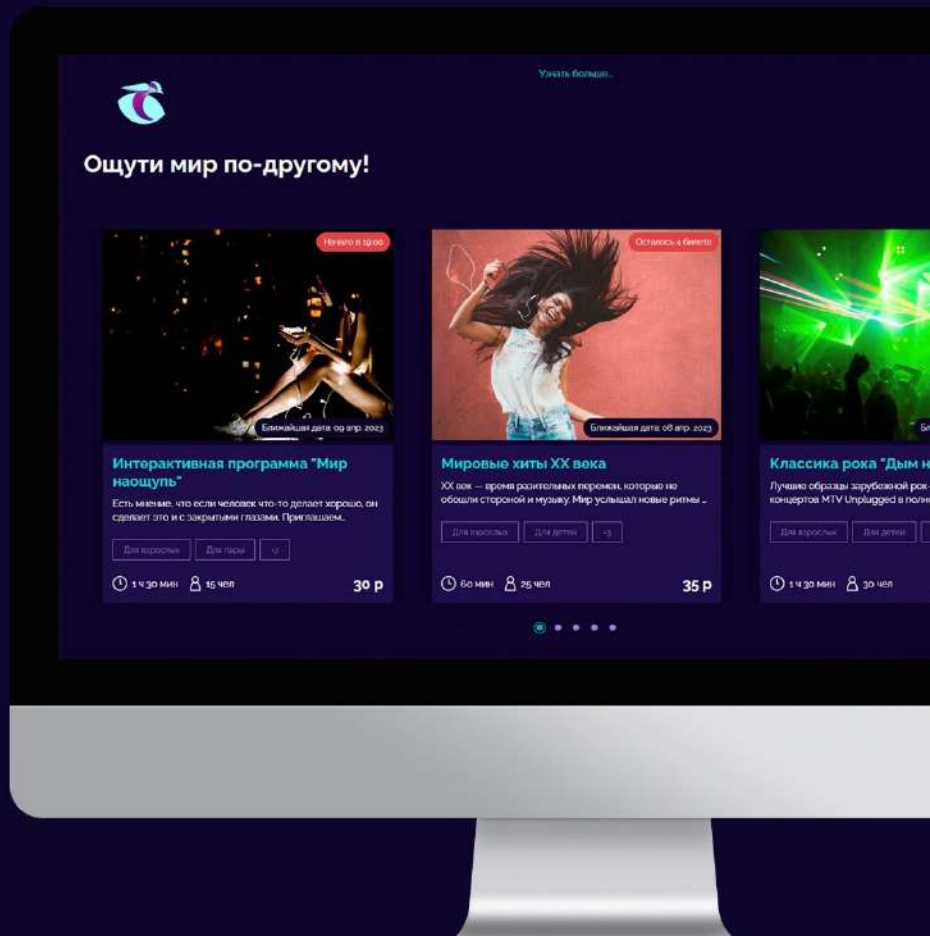 Узнать больше...
Ощути мир по-другому!
Начало в 19:00
Ближайшая дата: 09 апр. 2023
Интерактивная программа "Мир
наощупь"
Есть мнение, что если человек что-то делает хорошо, он
сделает это и с закрытыми глазами. Приглашаем...
Для взрослых
Для пары
+2
1 ч 30 мин
15 чел
30 р
Осталось 4 билета
Ближайшая дата: 08 апр. 2023
Мировые хиты XX века
XX век — время разительных перемен, которые не
обошли стороной и музыку. Мир услышал новые ритмы ...
Для взрослых
Для детей
+3
60 мин
25 чел
35 р
Классика рока "Дым н
Лучшие образцы зарубежной рок-
концертов MTV Unplugged в полно
Для взрослых
Для детей
1 ч 30 мин
30 чел